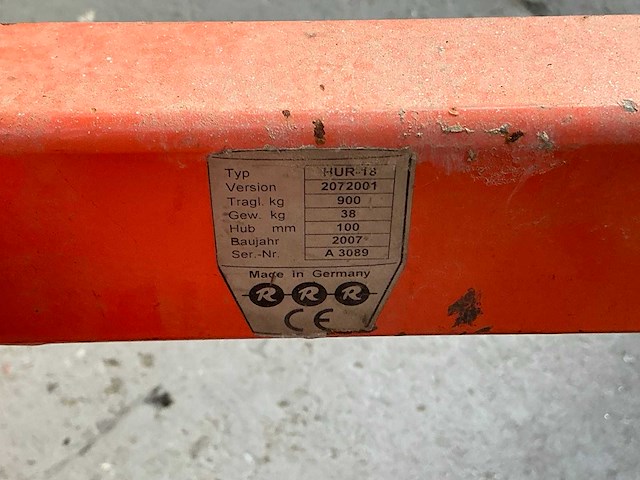 Typ HUR-18
Version 2072001
Tragl. kg 900
Gew. kg 38
Hub mm 100
Baujahr 2007
Ser.-Nr. A 3089
Made in Germany
R R R
CE